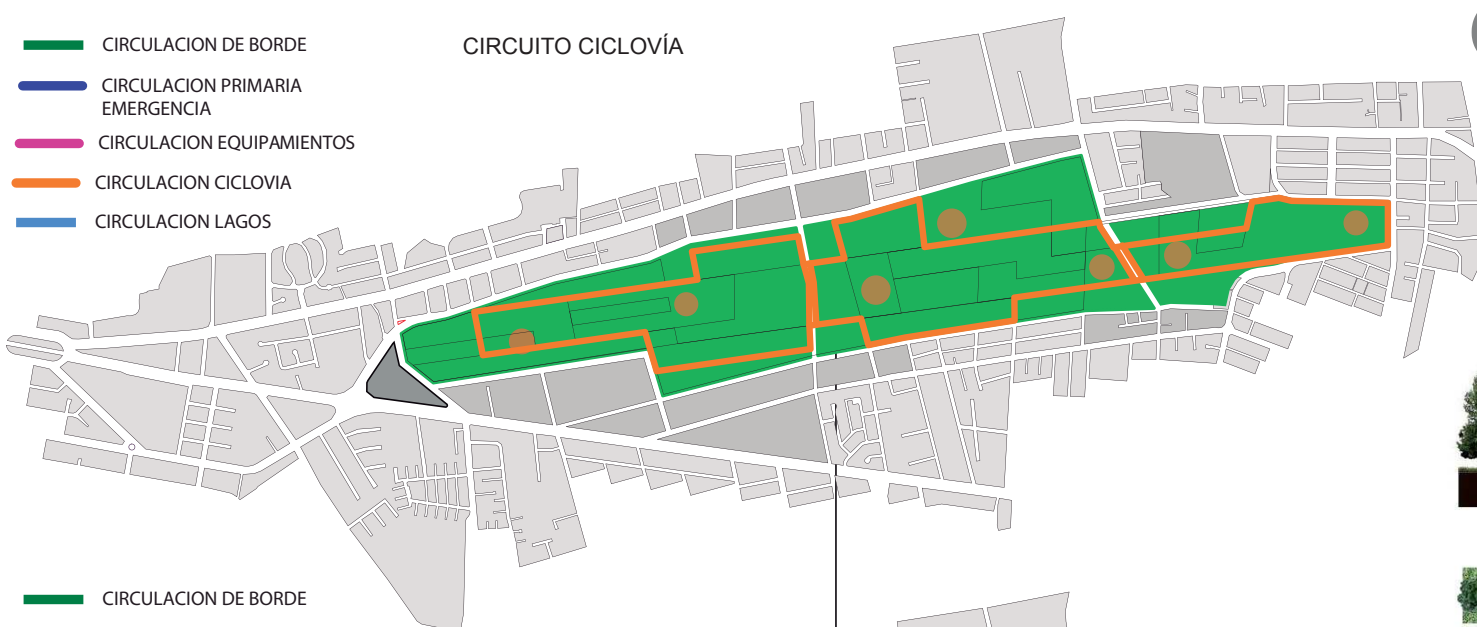 CIRCULACION DE BORDE
CIRCUITO CICLOVÍA
CIRCULACION PRIMARIA
EMERGENCIA
CIRCULACION EQUIPAMIENTOS
CIRCULACION CICLOVIA
CIRCULACION LAGOS
CIRCULACION DE BORDE